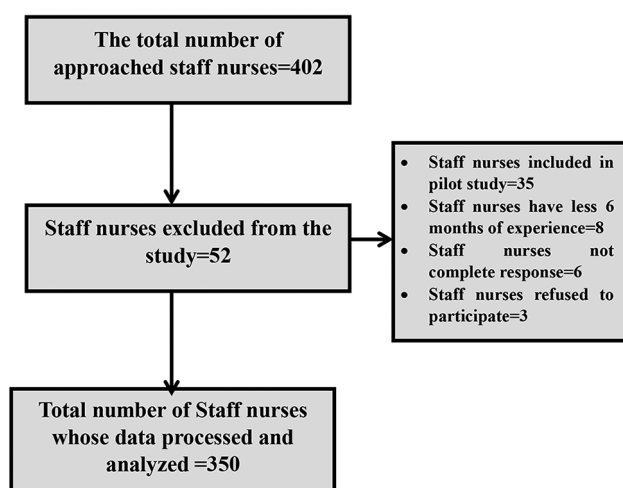 The total number of
approached staff nurses=402
Staff nurses excluded from the
study=52
• Staff nurses included in
pilot study=35
• Staff nurses have less 6
months of experience=8
• Staff nurses not
complete response=6
• Staff nurses refused to
participate=3
Total number of Staff nurses
whose data processed and
analyzed =350